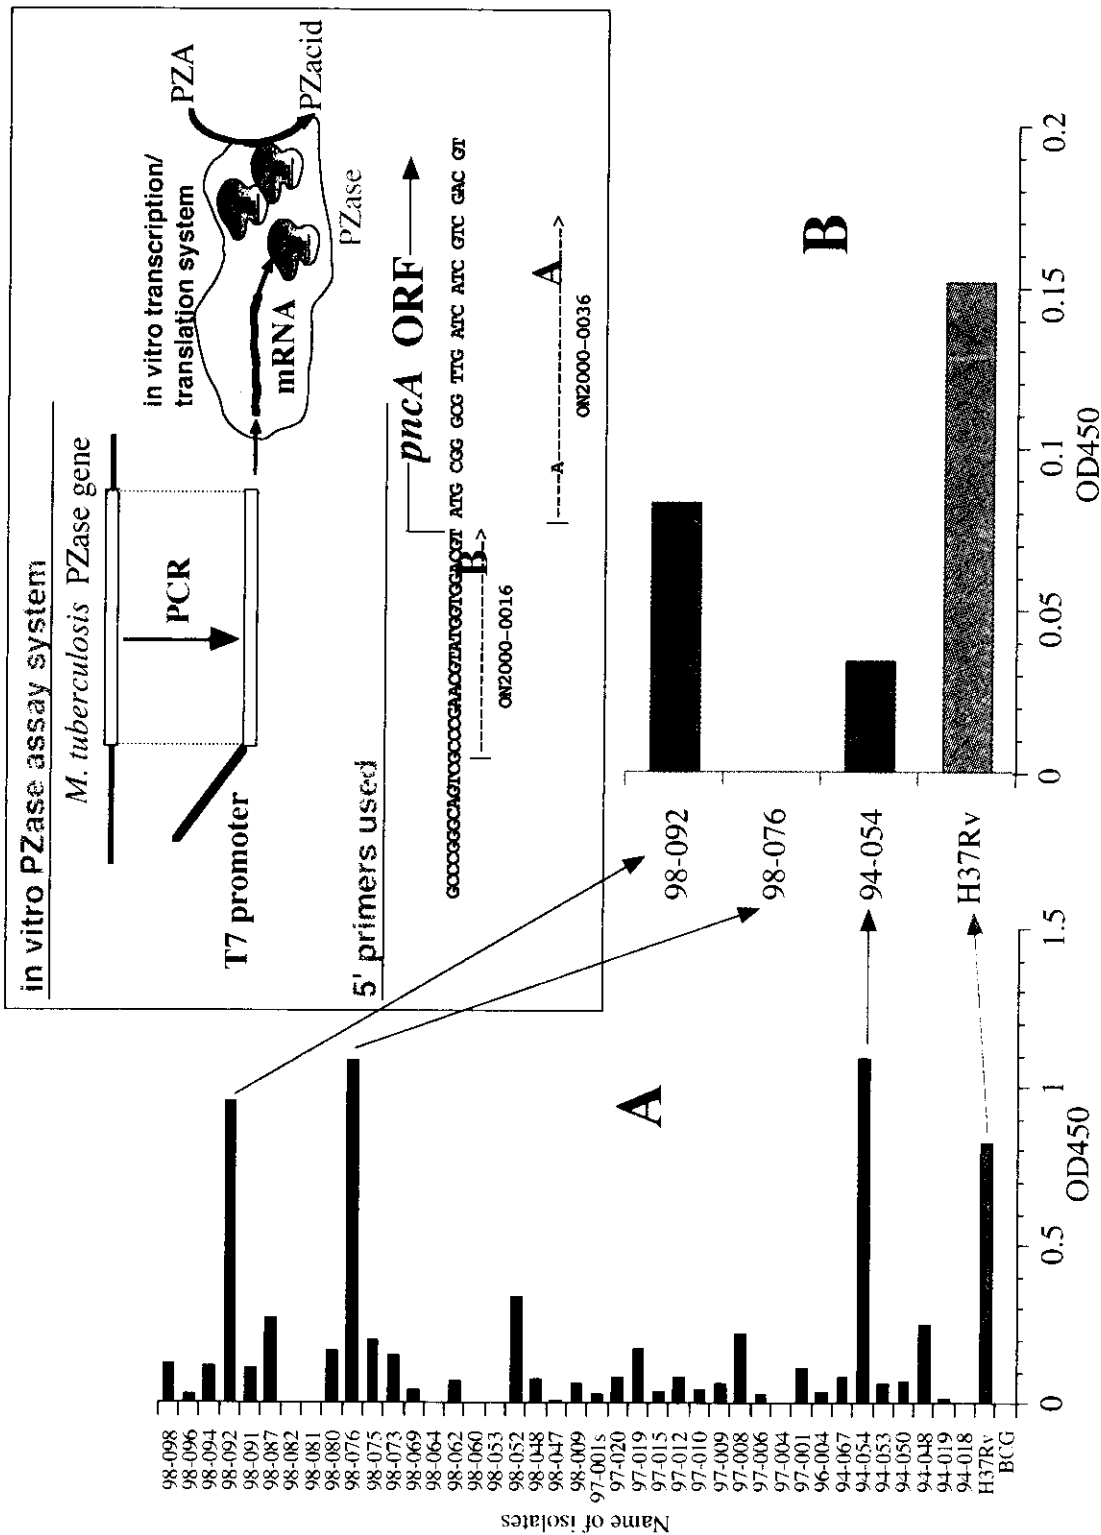 in vitro PZase assay system
M. tuberculosis PZase gene
PCR
T7 promoter
in vitro transcription/
translation system
mRNA
PZA
PZacid
PZase
5' primers used
pncA ORF
GCCCGGGCAGTCGCCCGAACGTATGGTGGACGT ATG CGG GCG TTG ATC ATC GTC GAC GT
B
|--------------->
ON2000-0016
A
|----A-------------------->
ON2000-0036
Name of isolates
98-098
98-096
98-094
98-092
98-091
98-087
98-082
98-081
98-080
98-076
98-075
98-073
98-069
98-064
98-062
98-060
98-053
98-052
98-048
98-047
98-009
97-001s
97-020
97-019
97-015
97-012
97-010
97-009
97-008
97-006
97-004
97-001
96-004
94-067
94-054
94-053
94-050
94-048
94-019
94-018
H37Rv
BCG
0
0.5
1
1.5
OD450
A
98-092
98-076
94-054
H37Rv
0
0.05
0.1
0.15
0.2
OD450
B